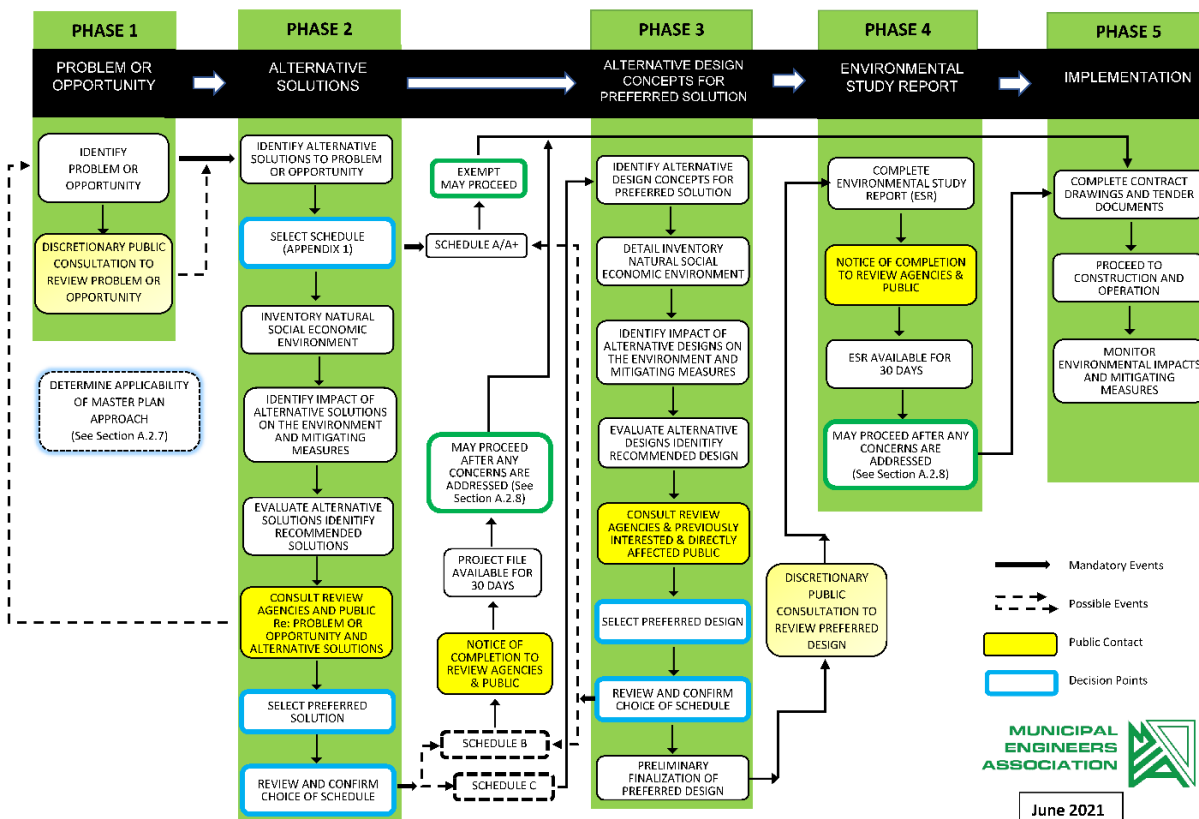 PHASE 1
PROBLEM OR
OPPORTUNITY
IDENTIFY
PROBLEM OR
OPPORTUNITY
DISCRETIONARY PUBLIC
CONSULTATION TO
REVIEW PROBLEM OR
OPPORTUNITY
DETERMINE APPLICABILITY
OF MASTER PLAN
APPROACH
(See Section A.2.7)
PHASE 2
ALTERNATIVE
SOLUTIONS
IDENTIFY ALTERNATIVE
SOLUTIONS TO PROBLEM
OR OPPORTUNITY
SELECT SCHEDULE
(APPENDIX 1)
INVENTORY NATURAL
SOCIAL ECONOMIC
ENVIRONMENT
IDENTIFY IMPACT OF
ALTERNATIVE SOLUTIONS
ON THE ENVIRONMENT
AND MITIGATING
MEASURES
EVALUATE ALTERNATIVE
SOLUTIONS IDENTIFY
RECOMMENDED
SOLUTIONS
CONSULT REVIEW
AGENCIES AND PUBLIC
Re: PROBLEM OR
OPPORTUNITY AND
ALTERNATIVE SOLUTIONS
SELECT PREFERRED
SOLUTION
REVIEW AND CONFIRM
CHOICE OF SCHEDULE
EXEMPT
MAY PROCEED
SCHEDULE A/A+
MAY PROCEED
AFTER ANY
CONCERNS ARE
ADDRESSED (See
Section A.2.8)
PROJECT FILE
AVAILABLE FOR
30 DAYS
NOTICE OF
COMPLETION TO
REVIEW AGENCIES
& PUBLIC
SCHEDULE B
SCHEDULE C
PHASE 3
ALTERNATIVE DESIGN
CONCEPTS FOR
PREFERRED SOLUTION
IDENTIFY ALTERNATIVE
DESIGN CONCEPTS FOR
PREFERRED SOLUTION
DETAIL INVENTORY
NATURAL SOCIAL
ECONOMIC ENVIRONMENT
IDENTIFY IMPACT OF
ALTERNATIVE DESIGNS ON
THE ENVIRONMENT AND
MITIGATING MEASURES
EVALUATE ALTERNATIVE
DESIGNS IDENTIFY
RECOMMENDED DESIGN
CONSULT REVIEW
AGENCIES & PREVIOUSLY
INTERESTED & DIRECTLY
AFFECTED PUBLIC
SELECT PREFERRED DESIGN
REVIEW AND CONFIRM
CHOICE OF SCHEDULE
PRELIMINARY
FINALIZATION OF
PREFERRED DESIGN
DISCRETIONARY
PUBLIC
CONSULTATION TO
REVIEW PREFERRED
DESIGN
PHASE 4
ENVIRONMENTAL
STUDY REPORT
COMPLETE
ENVIRONMENTAL STUDY
REPORT (ESR)
NOTICE OF COMPLETION
TO REVIEW AGENCIES &
PUBLIC
ESR AVAILABLE FOR
30 DAYS
MAY PROCEED AFTER ANY
CONCERNS ARE
ADDRESSED
(See Section A.2.8)
PHASE 5
IMPLEMENTATION
COMPLETE CONTRACT
DRAWINGS AND TENDER
DOCUMENTS
PROCEED TO
CONSTRUCTION AND
OPERATION
MONITOR
ENVIRONMENTAL IMPACTS
AND MITIGATING
MEASURES
Mandatory Events
Possible Events
Public Contact
Decision Points
MUNICIPAL
ENGINEERS
ASSOCIATION
June 2021